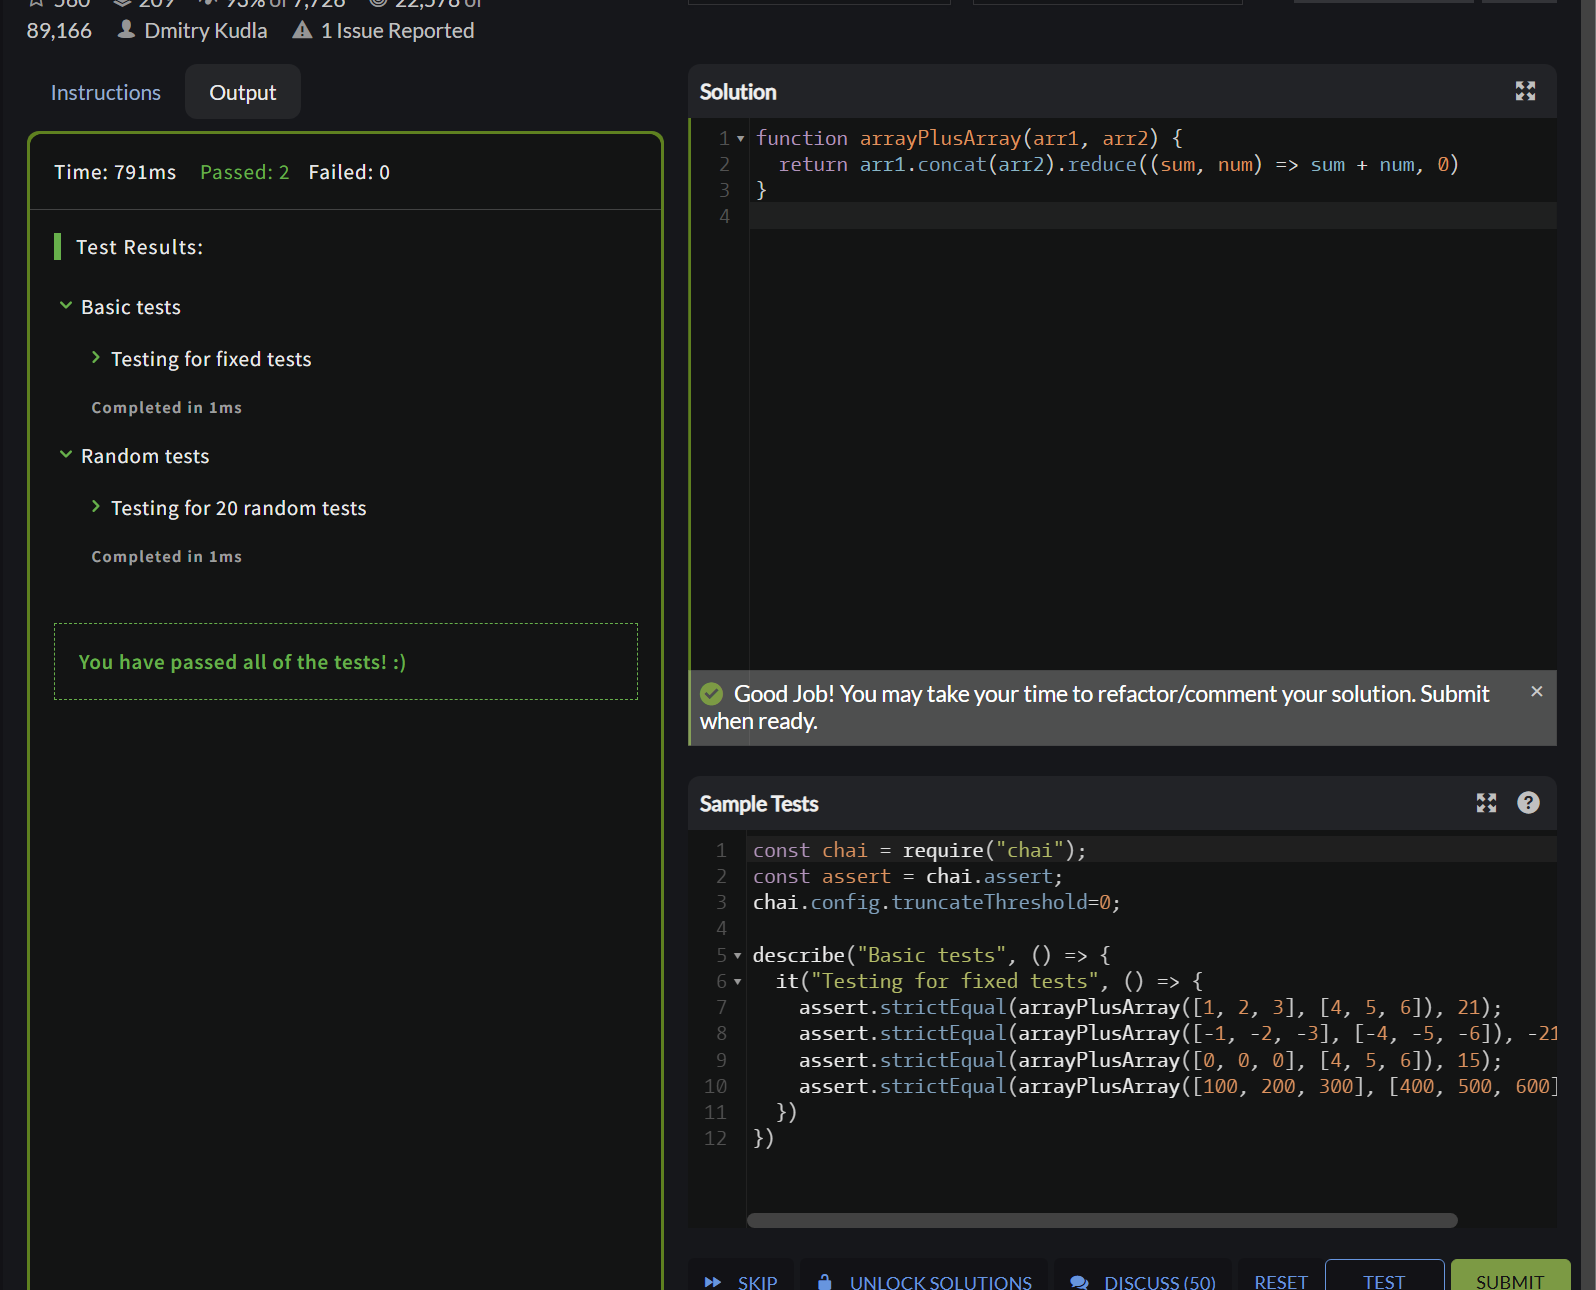 560 209 93% of 7,726 22,578 of
89,166 Dmitry Kudla 1 Issue Reported
Instructions
Output
Time: 791ms Passed: 2 Failed: 0
Test Results:
Basic tests
Testing for fixed tests
Completed in 1ms
Random tests
Testing for 20 random tests
Completed in 1ms
You have passed all of the tests! :)
Solution
1 function arrayPlusArray(arr1, arr2) {
2 return arr1.concat(arr2).reduce((sum, num) => sum + num, 0)
3 }
4
Good Job! You may take your time to refactor/comment your solution. Submit
when ready.
Sample Tests
1 const chai = require("chai");
2 const assert = chai.assert;
3 chai.config.truncateThreshold=0;
4
5 describe("Basic tests", () => {
6 it("Testing for fixed tests", () => {
7 assert.strictEqual(arrayPlusArray([1, 2, 3], [4, 5, 6]), 21);
8 assert.strictEqual(arrayPlusArray([-1, -2, -3], [-4, -5, -6]), -21
9 assert.strictEqual(arrayPlusArray([0, 0, 0], [4, 5, 6]), 15);
10 assert.strictEqual(arrayPlusArray([100, 200, 300], [400, 500, 600]
11 })
12 })
SKIP
UNLOCK SOLUTIONS
DISCUSS (50)
RESET
TEST
SUBMIT